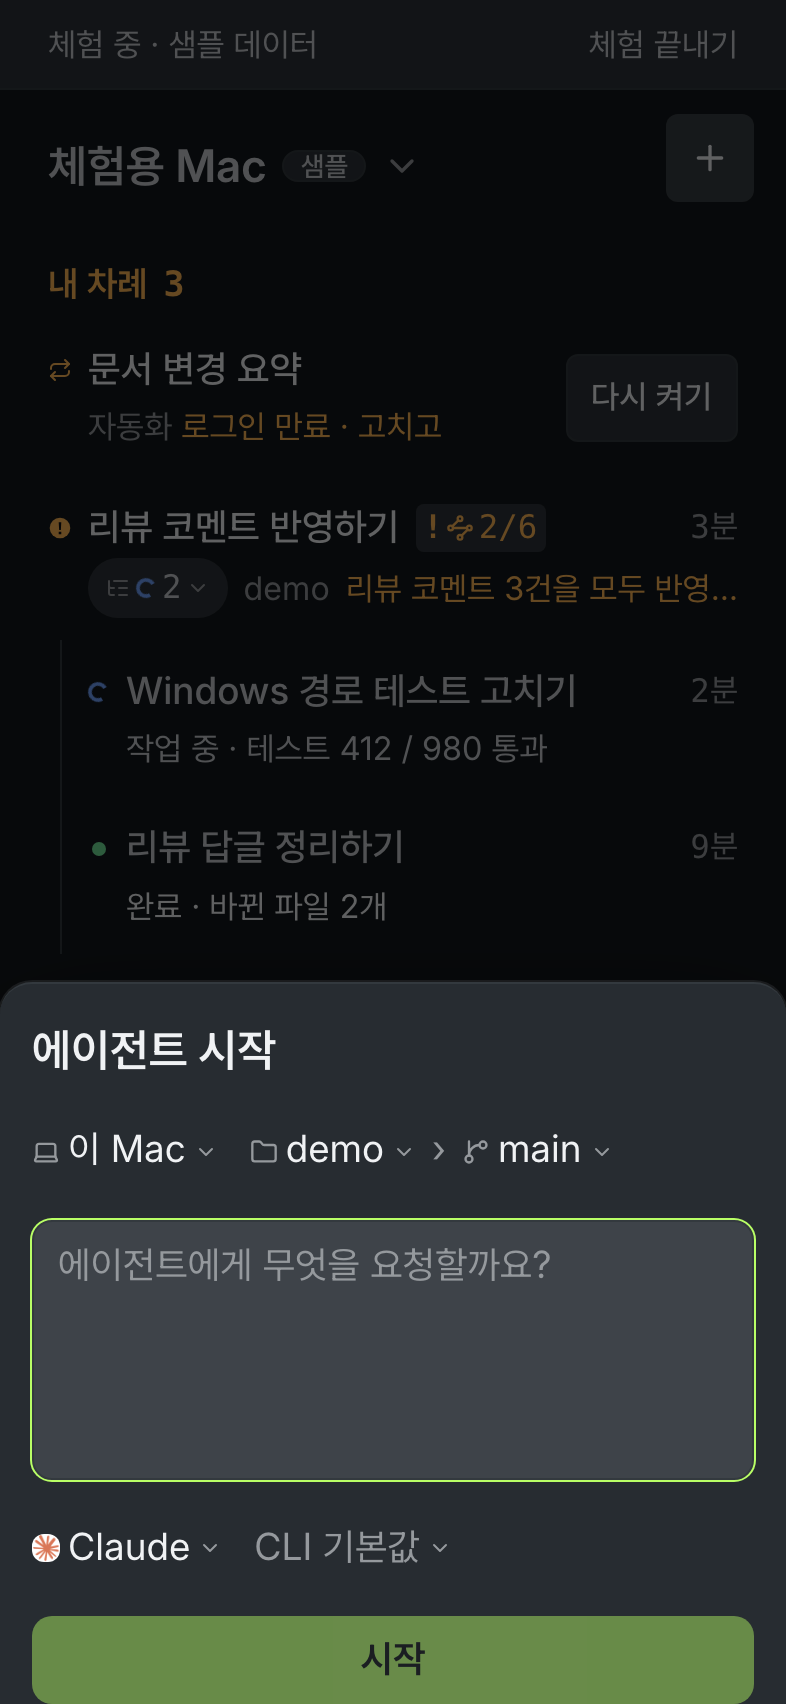 체험 중 · 샘플 데이터 체험 끝내기
체험용 Mac 샘플
내 차례 3
문서 변경 요약
자동화 로그인 만료 · 고치고
다시 켜기
리뷰 코멘트 반영하기 ! 2/6 3분
2 demo 리뷰 코멘트 3건을 모두 반영…
Windows 경로 테스트 고치기 2분
작업 중 · 테스트 412 / 980 통과
리뷰 답글 정리하기 9분
완료 · 바뀐 파일 2개
에이전트 시작
이 Mac demo › main
에이전트에게 무엇을 요청할까요?
Claude CLI 기본값
시작